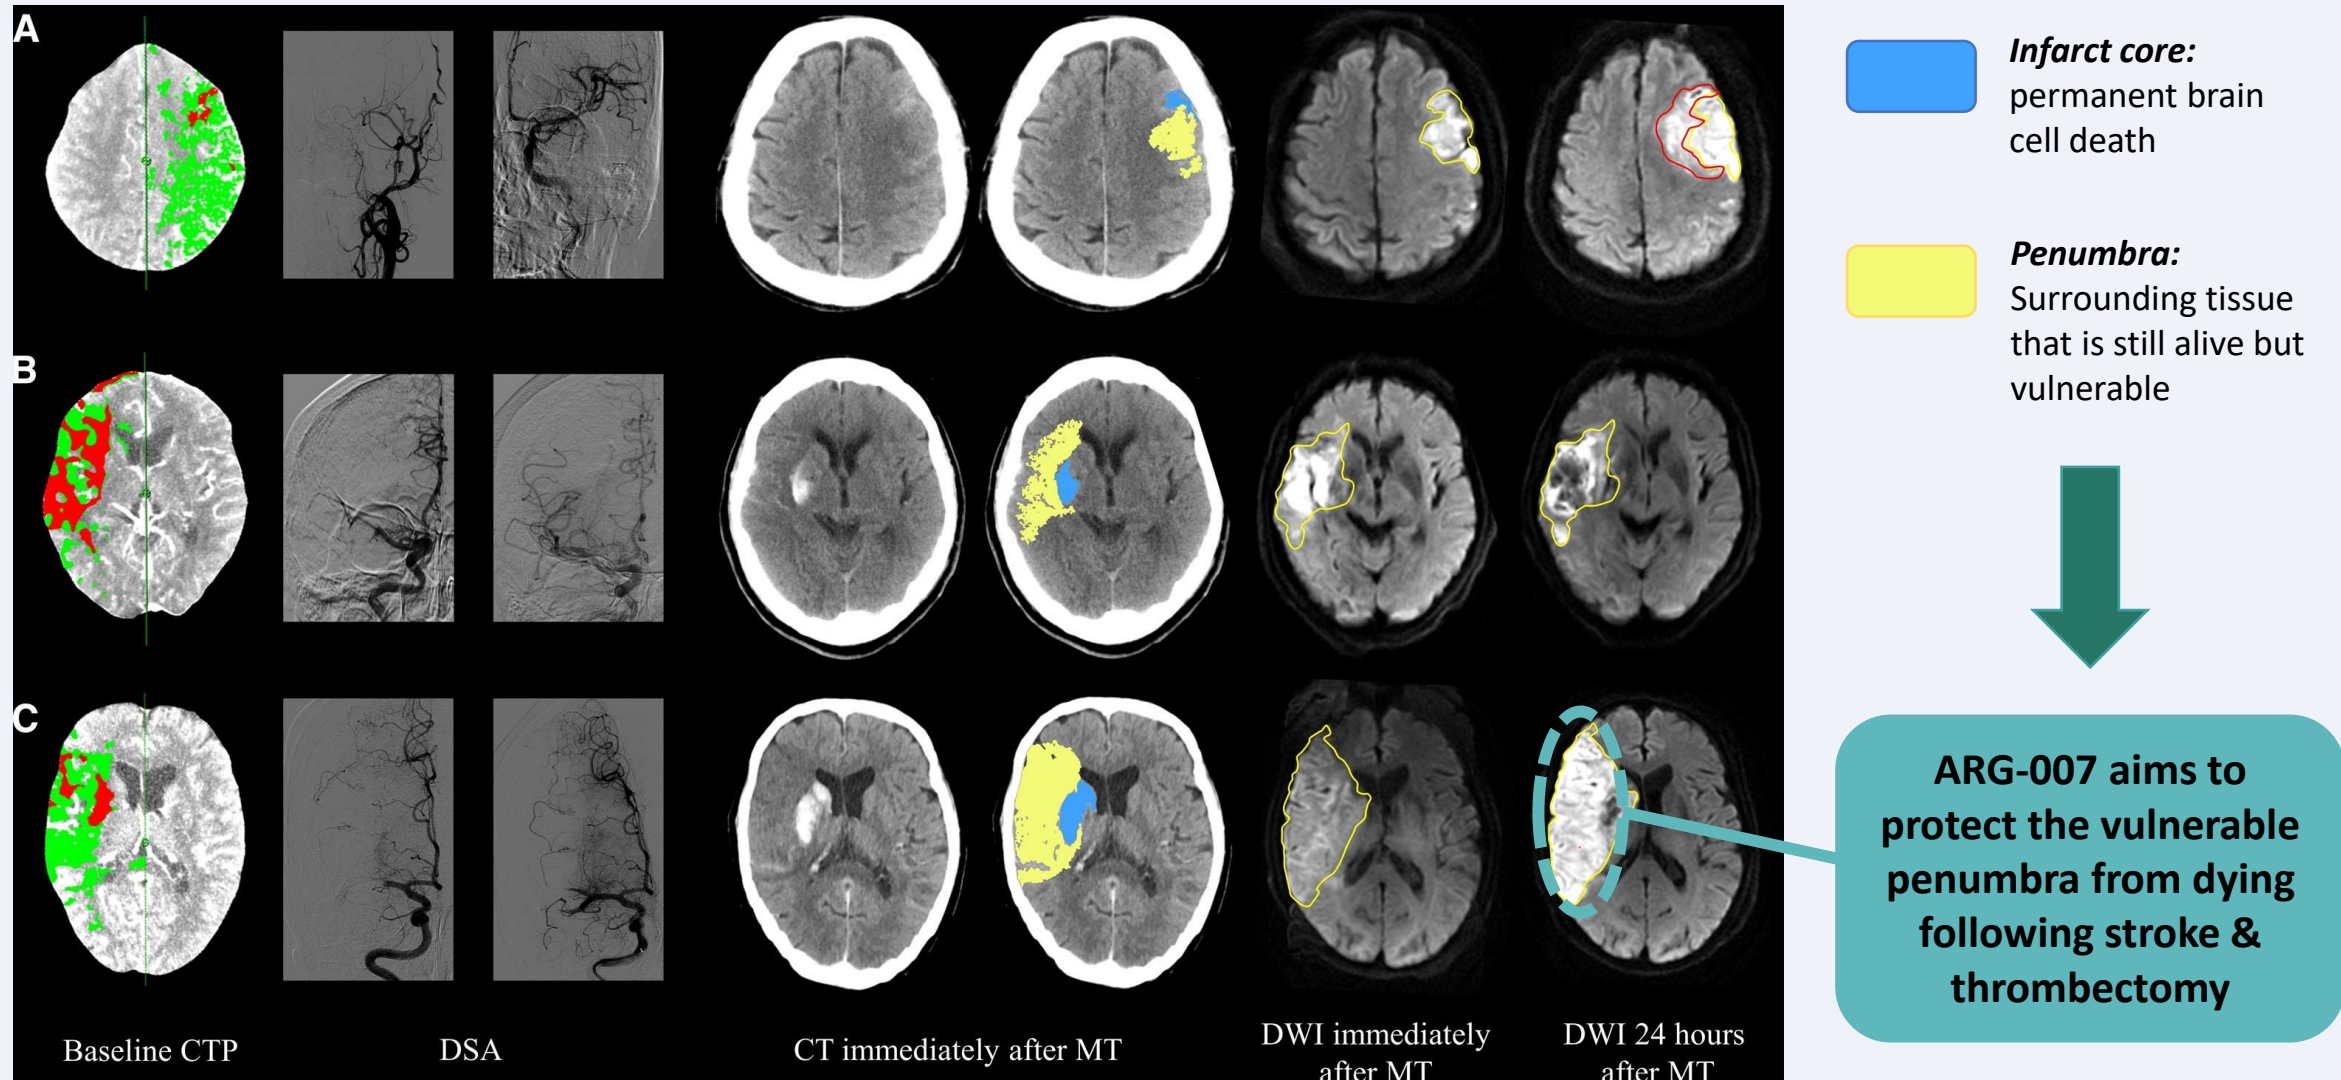 A
B
C
Baseline CTP
DSA
CT immediately after MT
DWI immediately
after MT
DWI 24 hours
after MT
Infarct core:
permanent brain
cell death
Penumbra:
Surrounding tissue
that is still alive but
vulnerable
ARG-007 aims to
protect the vulnerable
penumbra from dying
following stroke &
thrombectomy